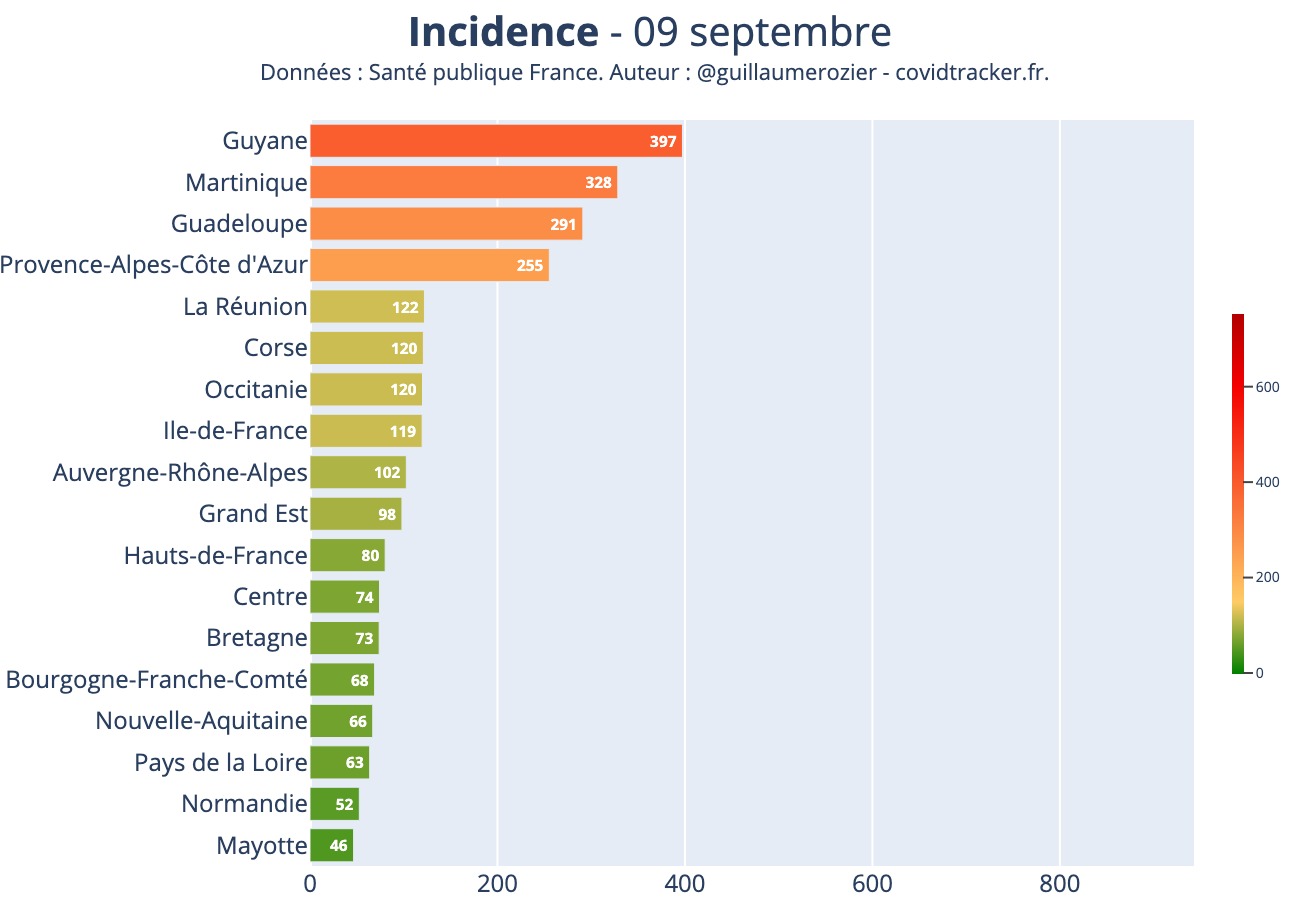 Incidence - 09 septembre
Données : Santé publique France. Auteur : @guillaumerozier - covidtracker.fr.
Guyane 397
Martinique 328
Guadeloupe 291
Provence-Alpes-Côte d'Azur 255
La Réunion 122
Corse 120
Occitanie 120
Ile-de-France 119
Auvergne-Rhône-Alpes 102
Grand Est 98
Hauts-de-France 80
Centre 74
Bretagne 73
Bourgogne-Franche-Comté 68
Nouvelle-Aquitaine 66
Pays de la Loire 63
Normandie 52
Mayotte 46
0 200 400 600 800
600
400
200
0